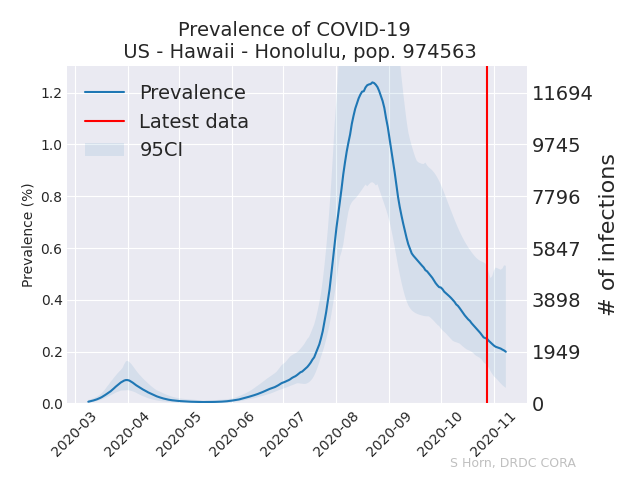 Prevalence of COVID-19
US - Hawaii - Honolulu, pop. 974563
Prevalence
Latest data
95CI
Prevalence (%)
1.2
1.0
0.8
0.6
0.4
0.2
0.0
11694
9745
7796
5847
3898
1949
0
# of infections
2020-03
2020-04
2020-05
2020-06
2020-07
2020-08
2020-09
2020-10
2020-11
S Horn, DRDC CORA